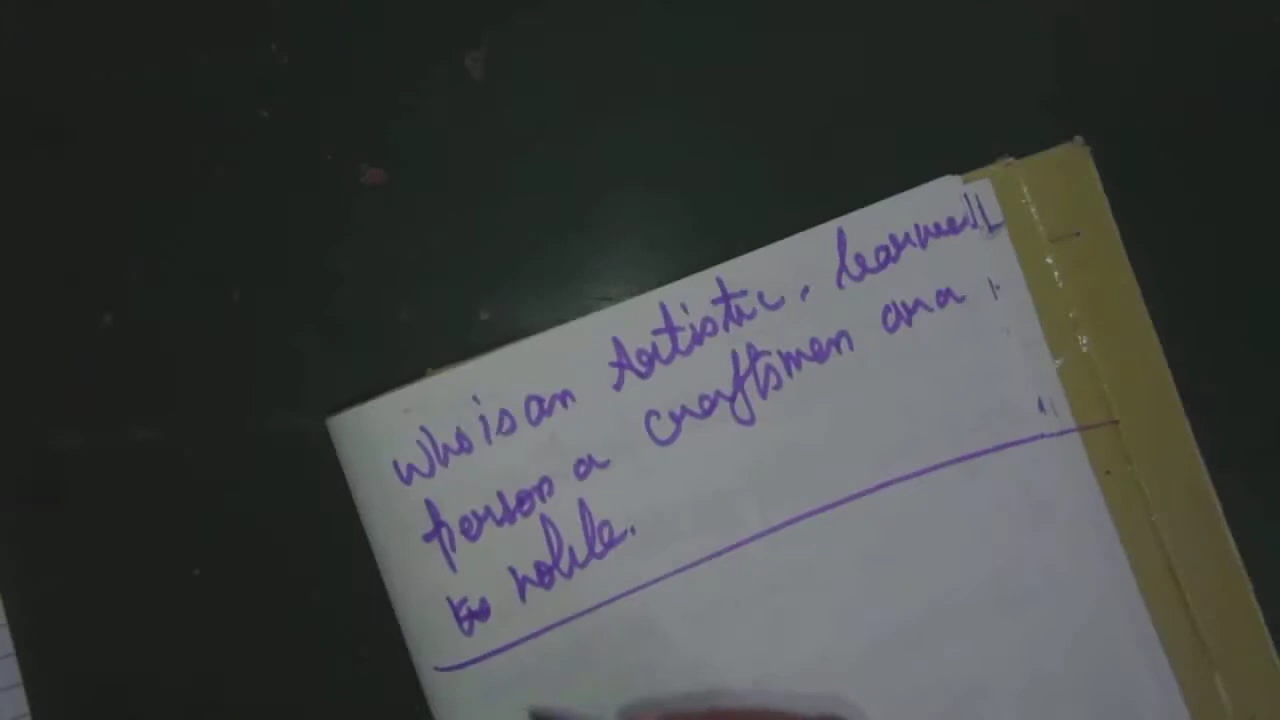 who is an Artistic, learned
person a craftsmen and
to noble.